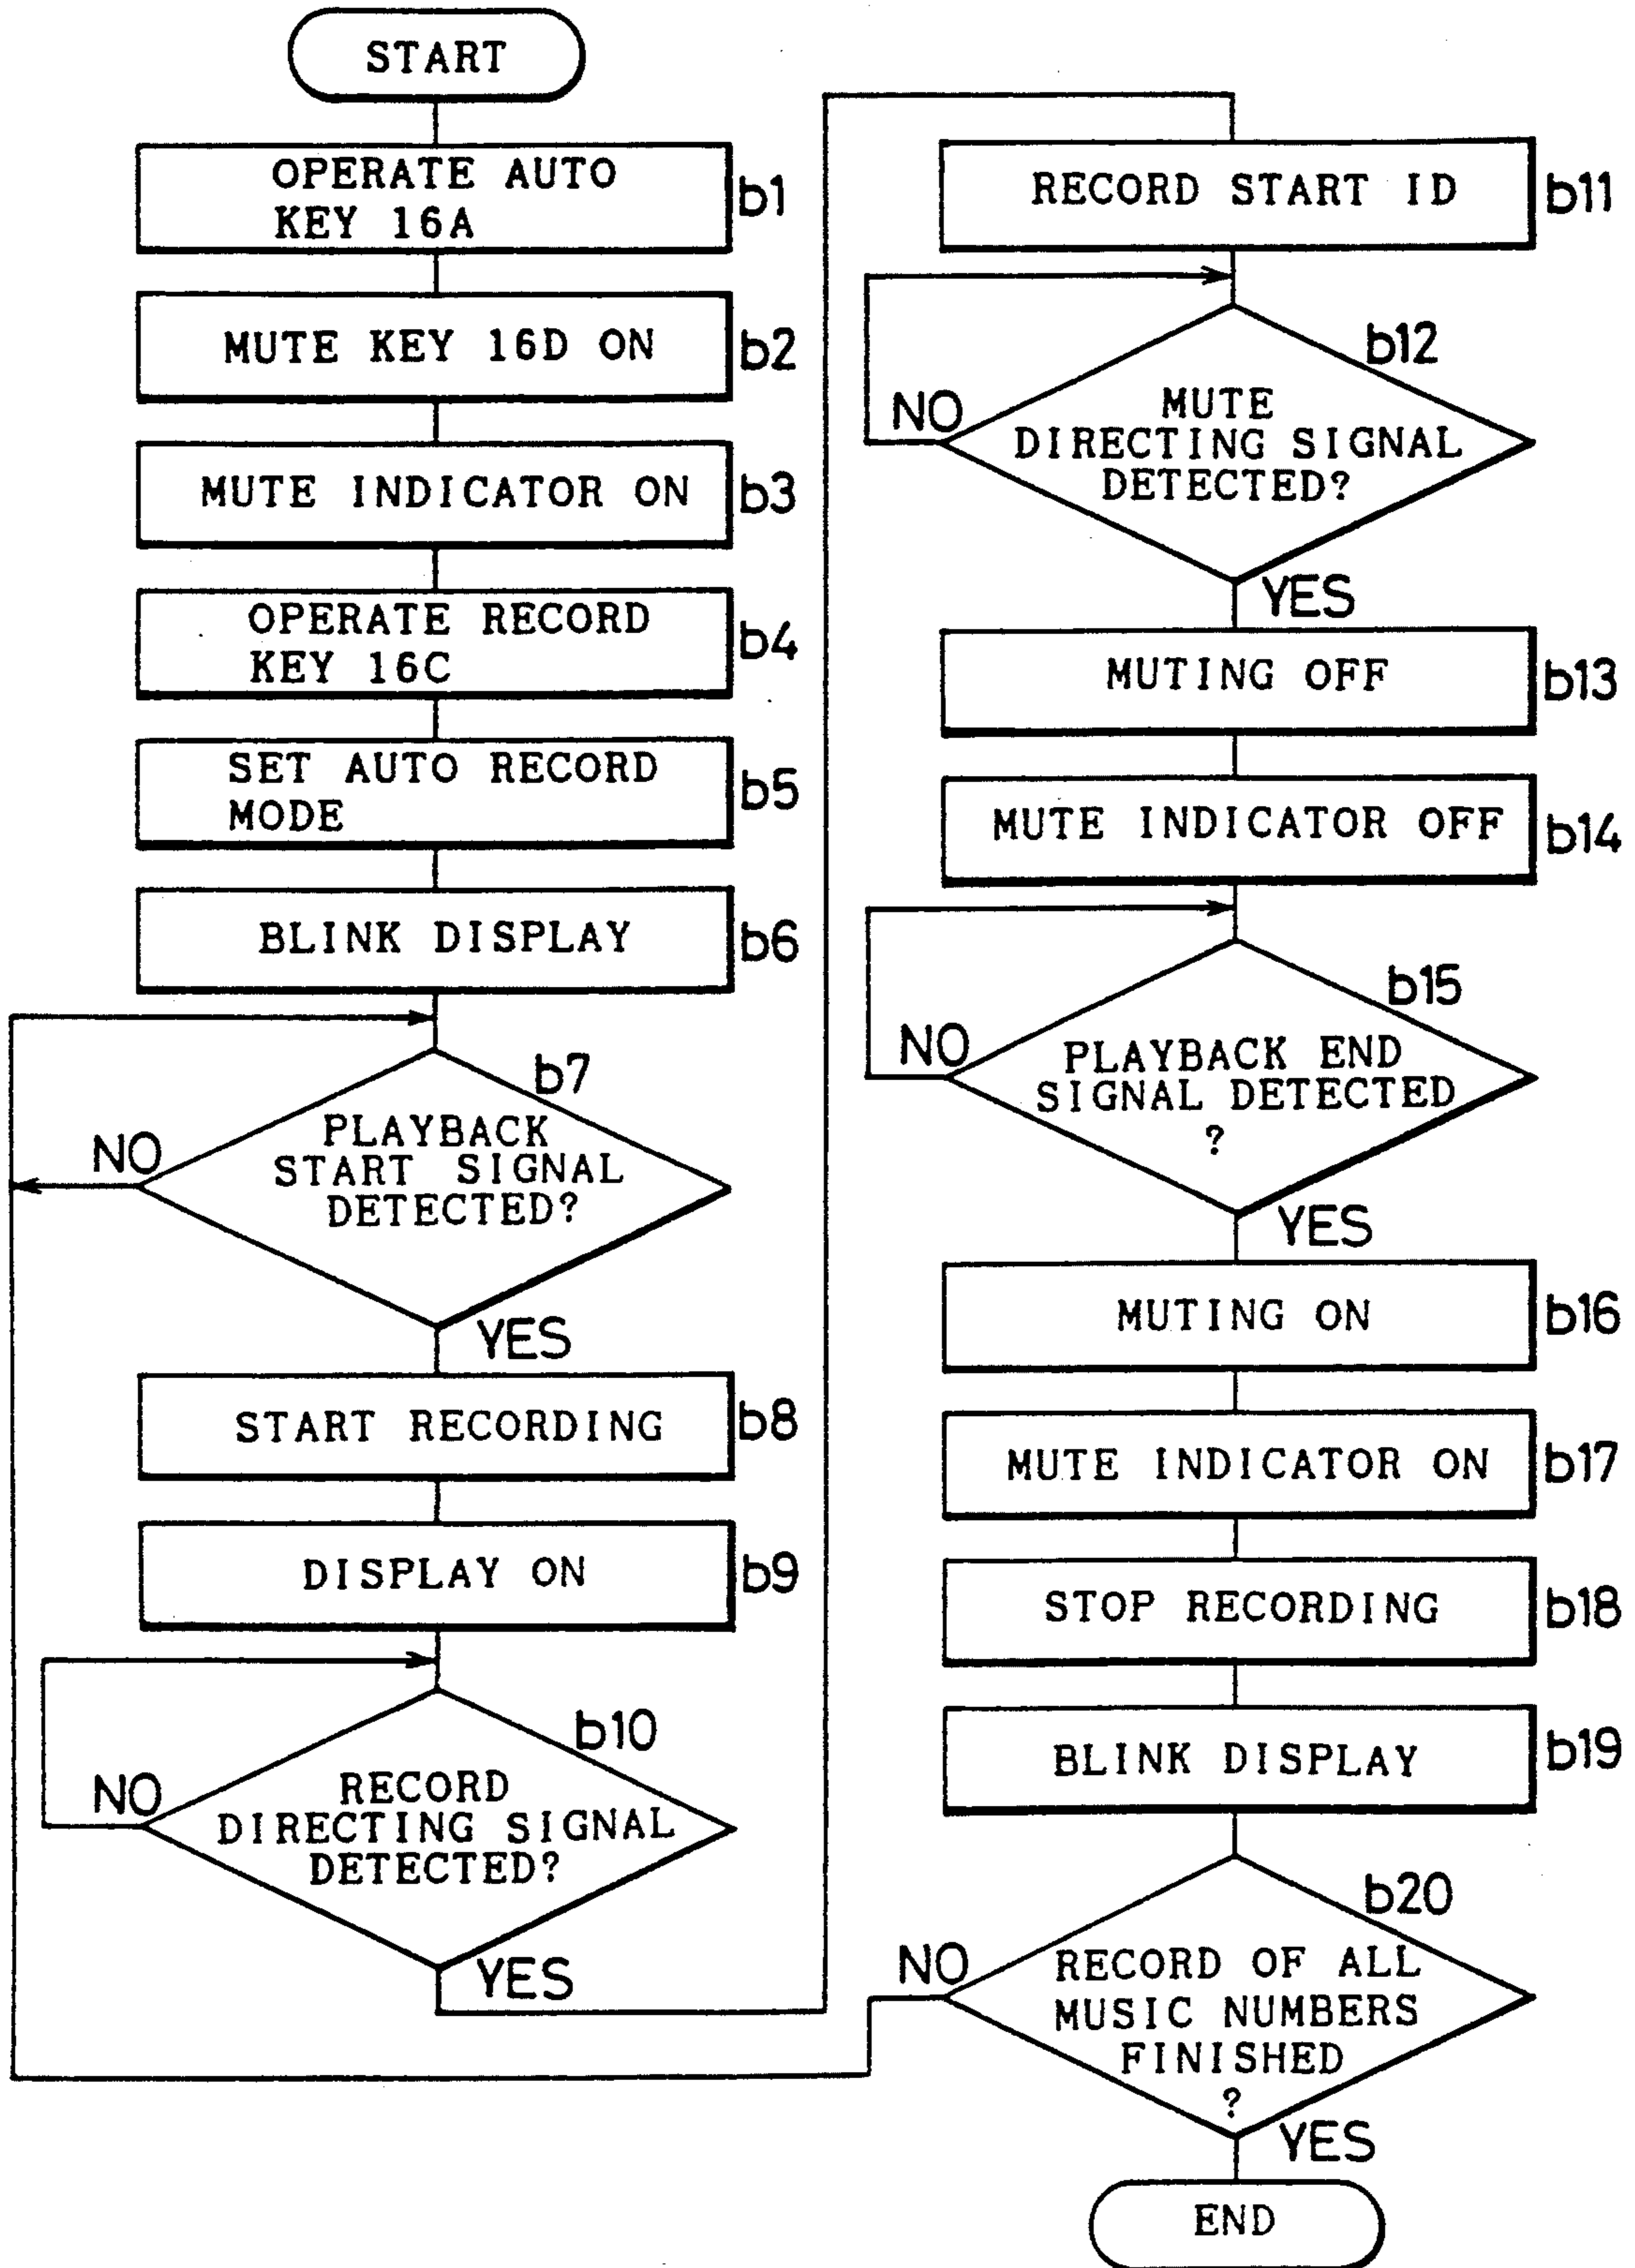 START
OPERATE AUTO
KEY 16A
b1
MUTE KEY 16D ON
b2
MUTE INDICATOR ON
b3
OPERATE RECORD
KEY 16C
b4
SET AUTO RECORD
MODE
b5
BLINK DISPLAY
b6
b7
PLAYBACK
START SIGNAL
DETECTED?
NO
YES
START RECORDING
b8
DISPLAY ON
b9
b10
RECORD
DIRECTING SIGNAL
DETECTED?
NO
YES
RECORD START ID
b11
b12
MUTE
DIRECTING SIGNAL
DETECTED?
NO
YES
MUTING OFF
b13
MUTE INDICATOR OFF
b14
b15
PLAYBACK END
SIGNAL DETECTED
?
NO
YES
MUTING ON
b16
MUTE INDICATOR ON
b17
STOP RECORDING
b18
BLINK DISPLAY
b19
b20
RECORD OF ALL
MUSIC NUMBERS
FINISHED
?
NO
YES
END